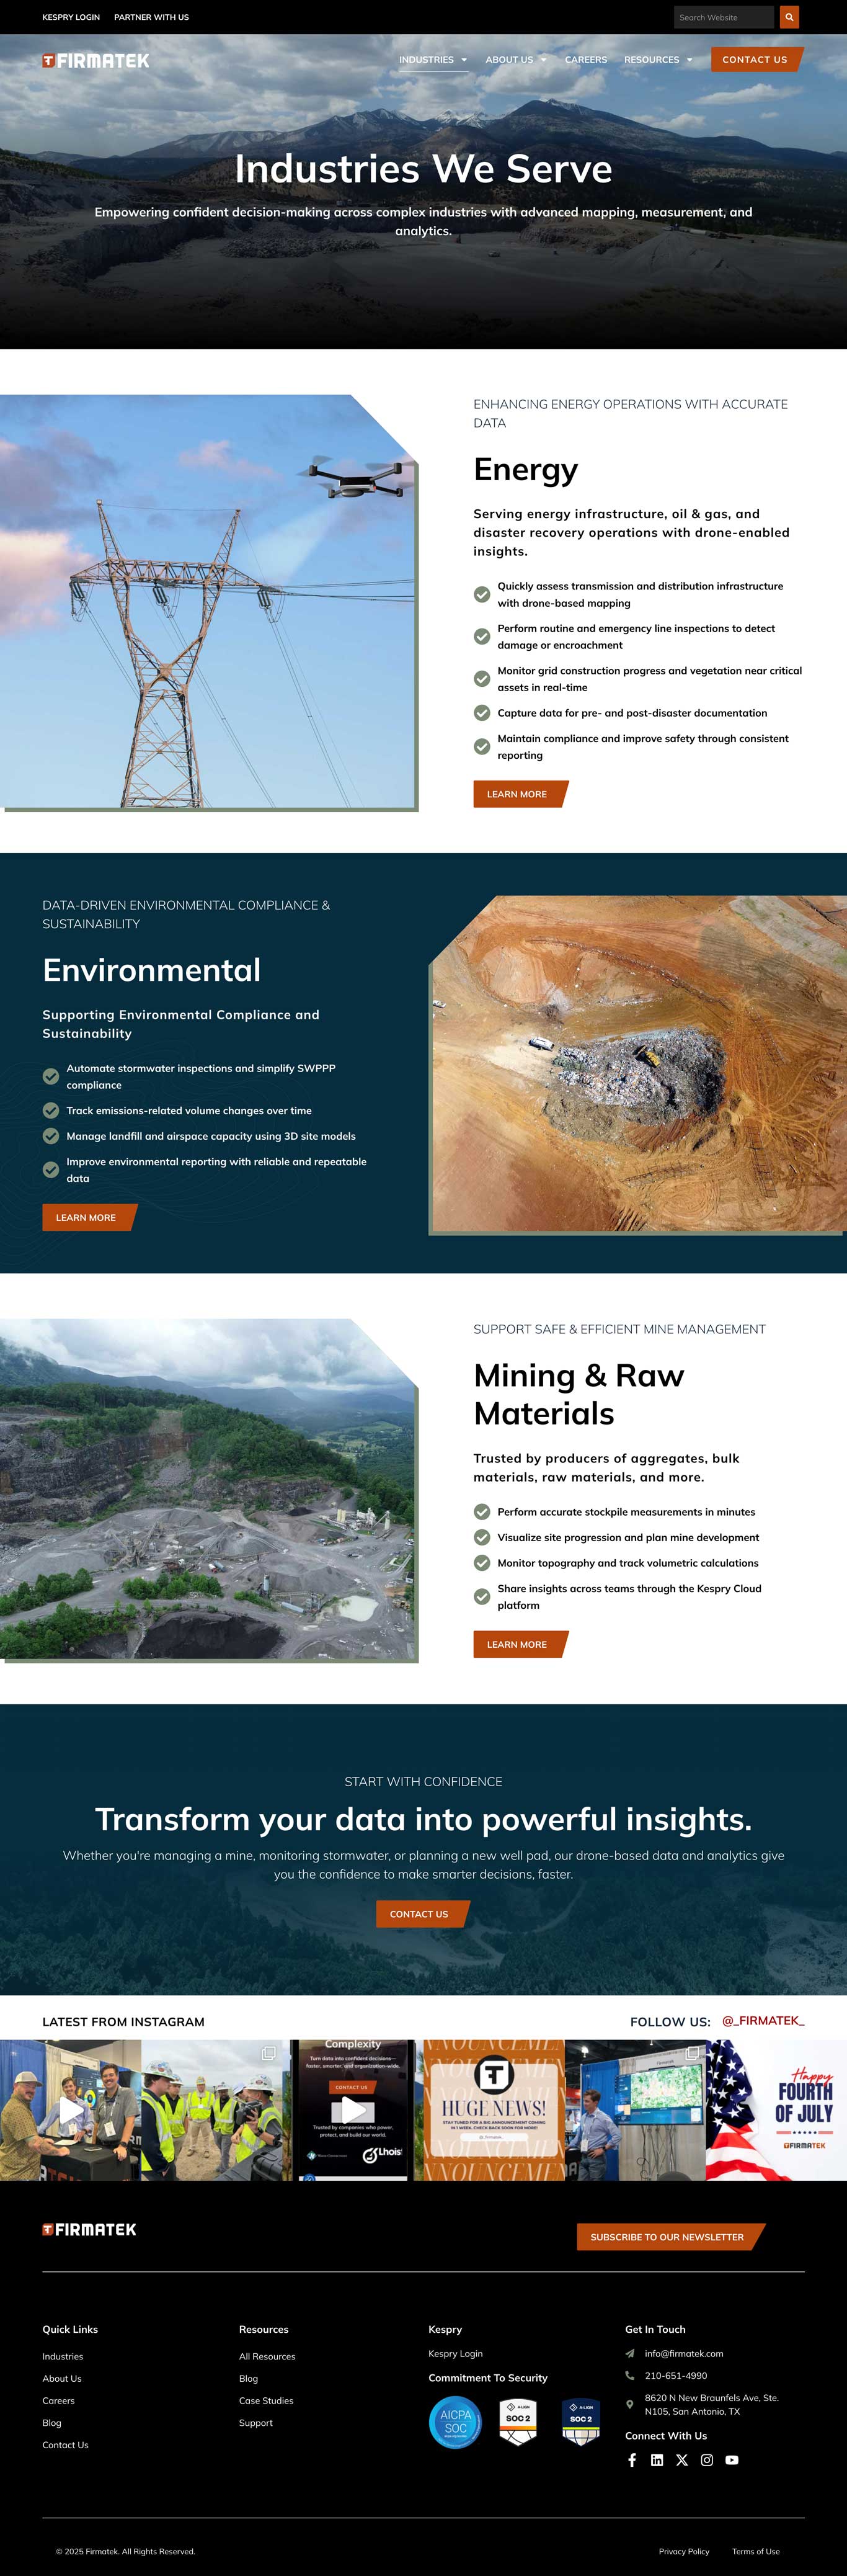 KESPRY LOGIN PARTNER WITH US
Search Website
FIRMATEK
INDUSTRIES ABOUT US CAREERS RESOURCES CONTACT US
Industries We Serve
Empowering confident decision-making across complex industries with advanced mapping, measurement, and
analytics.
ENHANCING ENERGY OPERATIONS WITH ACCURATE
DATA
Energy
Serving energy infrastructure, oil & gas, and
disaster recovery operations with drone-enabled
insights.
Quickly assess transmission and distribution infrastructure
with drone-based mapping
Perform routine and emergency line inspections to detect
damage or encroachment
Monitor grid construction progress and vegetation near critical
assets in real-time
Capture data for pre- and post-disaster documentation
Maintain compliance and improve safety through consistent
reporting
LEARN MORE
DATA-DRIVEN ENVIRONMENTAL COMPLIANCE &
SUSTAINABILITY
Environmental
Supporting Environmental Compliance and
Sustainability
Automate stormwater inspections and simplify SWPPP
compliance
Track emissions-related volume changes over time
Manage landfill and airspace capacity using 3D site models
Improve environmental reporting with reliable and repeatable
data
LEARN MORE
SUPPORT SAFE & EFFICIENT MINE MANAGEMENT
Mining & Raw
Materials
Trusted by producers of aggregates, bulk
materials, raw materials, and more.
Perform accurate stockpile measurements in minutes
Visualize site progression and plan mine development
Monitor topography and track volumetric calculations
Share insights across teams through the Kespry Cloud
platform
LEARN MORE
START WITH CONFIDENCE
Transform your data into powerful insights.
Whether you're managing a mine, monitoring stormwater, or planning a new well pad, our drone-based data and analytics give
you the confidence to make smarter decisions, faster.
CONTACT US
LATEST FROM INSTAGRAM
FOLLOW US: @_FIRMATEK_
Complexity
Turn data into confident decisions—
faster, smarter, and organization-wide.
CONTACT US
Trusted by companies who power,
protect, and build our world.
Lhoist
HUGE NEWS!
STAY TUNED FOR A BIG ANNOUNCEMENT COMING
IN 1 WEEK. CHECK BACK SOON FOR MORE!
Happy
FOURTH
OF JULY
FIRMATEK
FIRMATEK
SUBSCRIBE TO OUR NEWSLETTER
Quick Links
Industries
About Us
Careers
Blog
Contact Us
Resources
All Resources
Blog
Case Studies
Support
Kespry
Kespry Login
Commitment To Security
AICPA
SOC
A-LIGN
SOC 2
A-LIGN
SOC 2
Get In Touch
info@firmatek.com
210-651-4990
8620 N New Braunfels Ave, Ste.
N105, San Antonio, TX
Connect With Us
© 2025 Firmatek. All Rights Reserved.
Privacy Policy Terms of Use